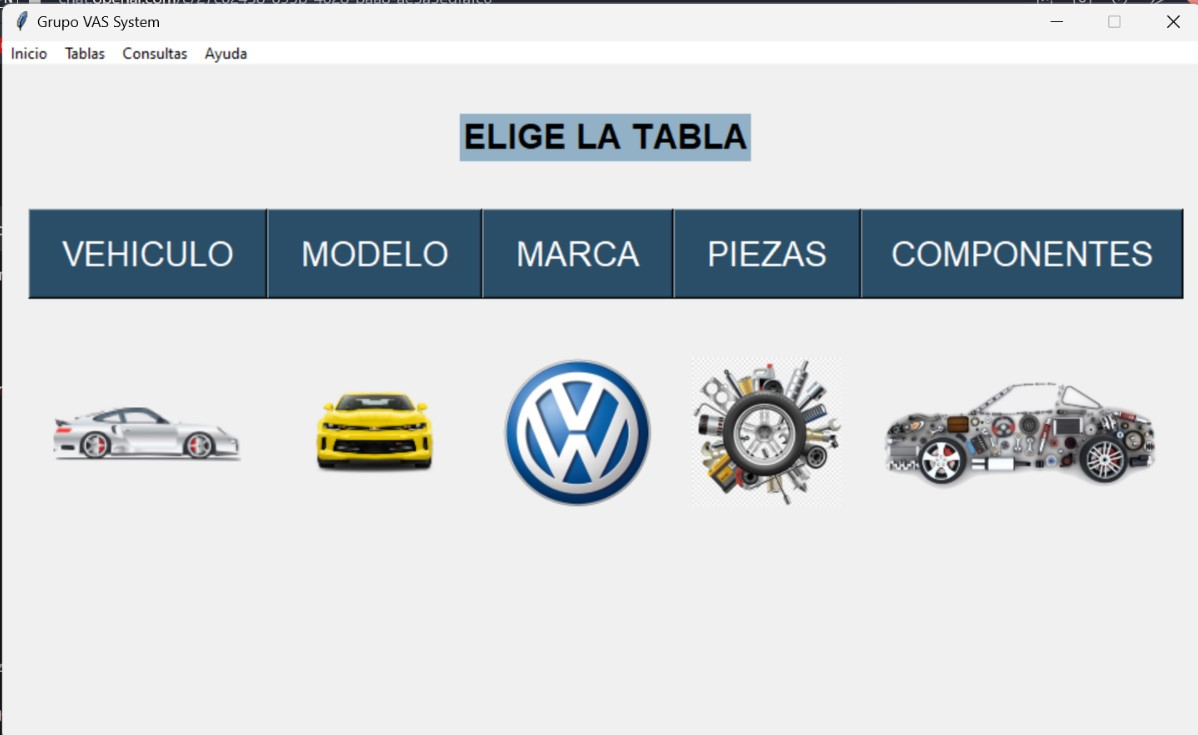 Grupo VAS System
Inicio Tablas Consultas Ayuda
ELIGE LA TABLA
VEHICULO MODELO MARCA PIEZAS COMPONENTES